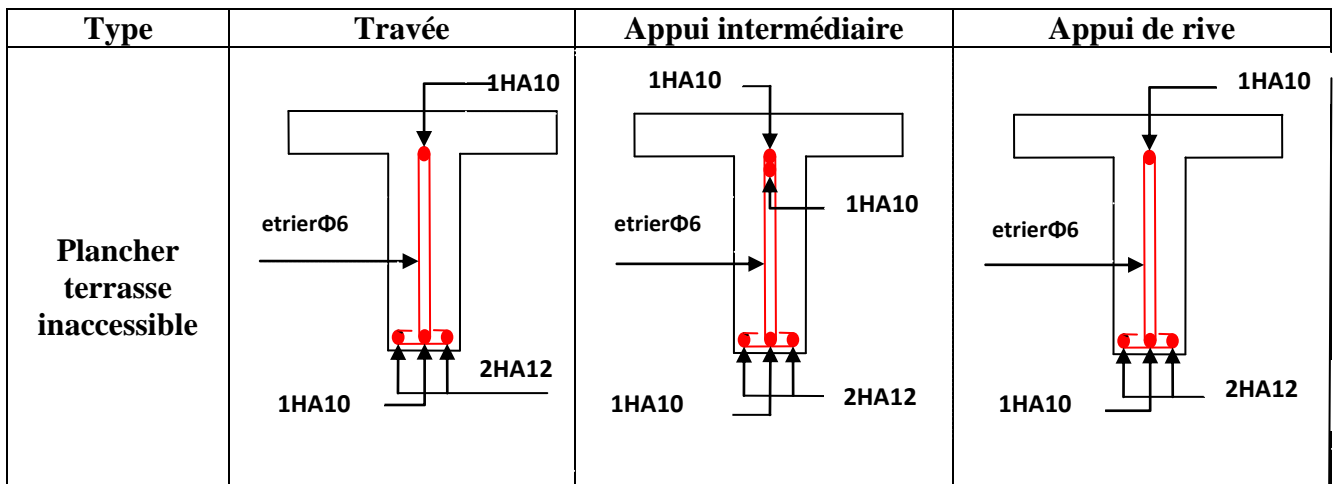 Type
Travée
Appui intermédiaire
Appui de rive
Plancher
terrasse
inaccessible
1HA10
etrierΦ6
2HA12
1HA10
1HA10
1HA10
etrierΦ6
2HA12
1HA10
1HA10
etrierΦ6
2HA12
1HA10